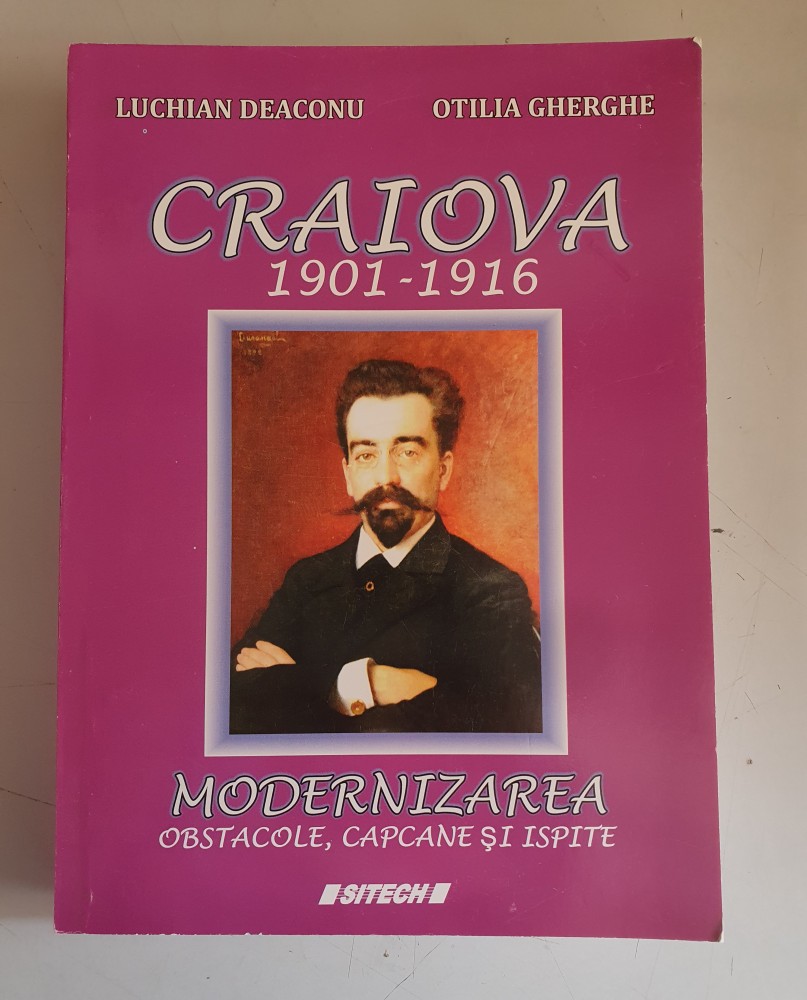 LUCHIAN DEACONU OTILIA GHERGHE
CRAIOVA
1901-1916
MODERNIZAREA
OBSTACOLE, CAPCANE ŞI ISPITE
SITECH